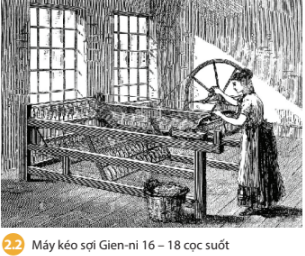 2.2 Máy kéo sợi Gien-ni 16 – 18 cọc suốt